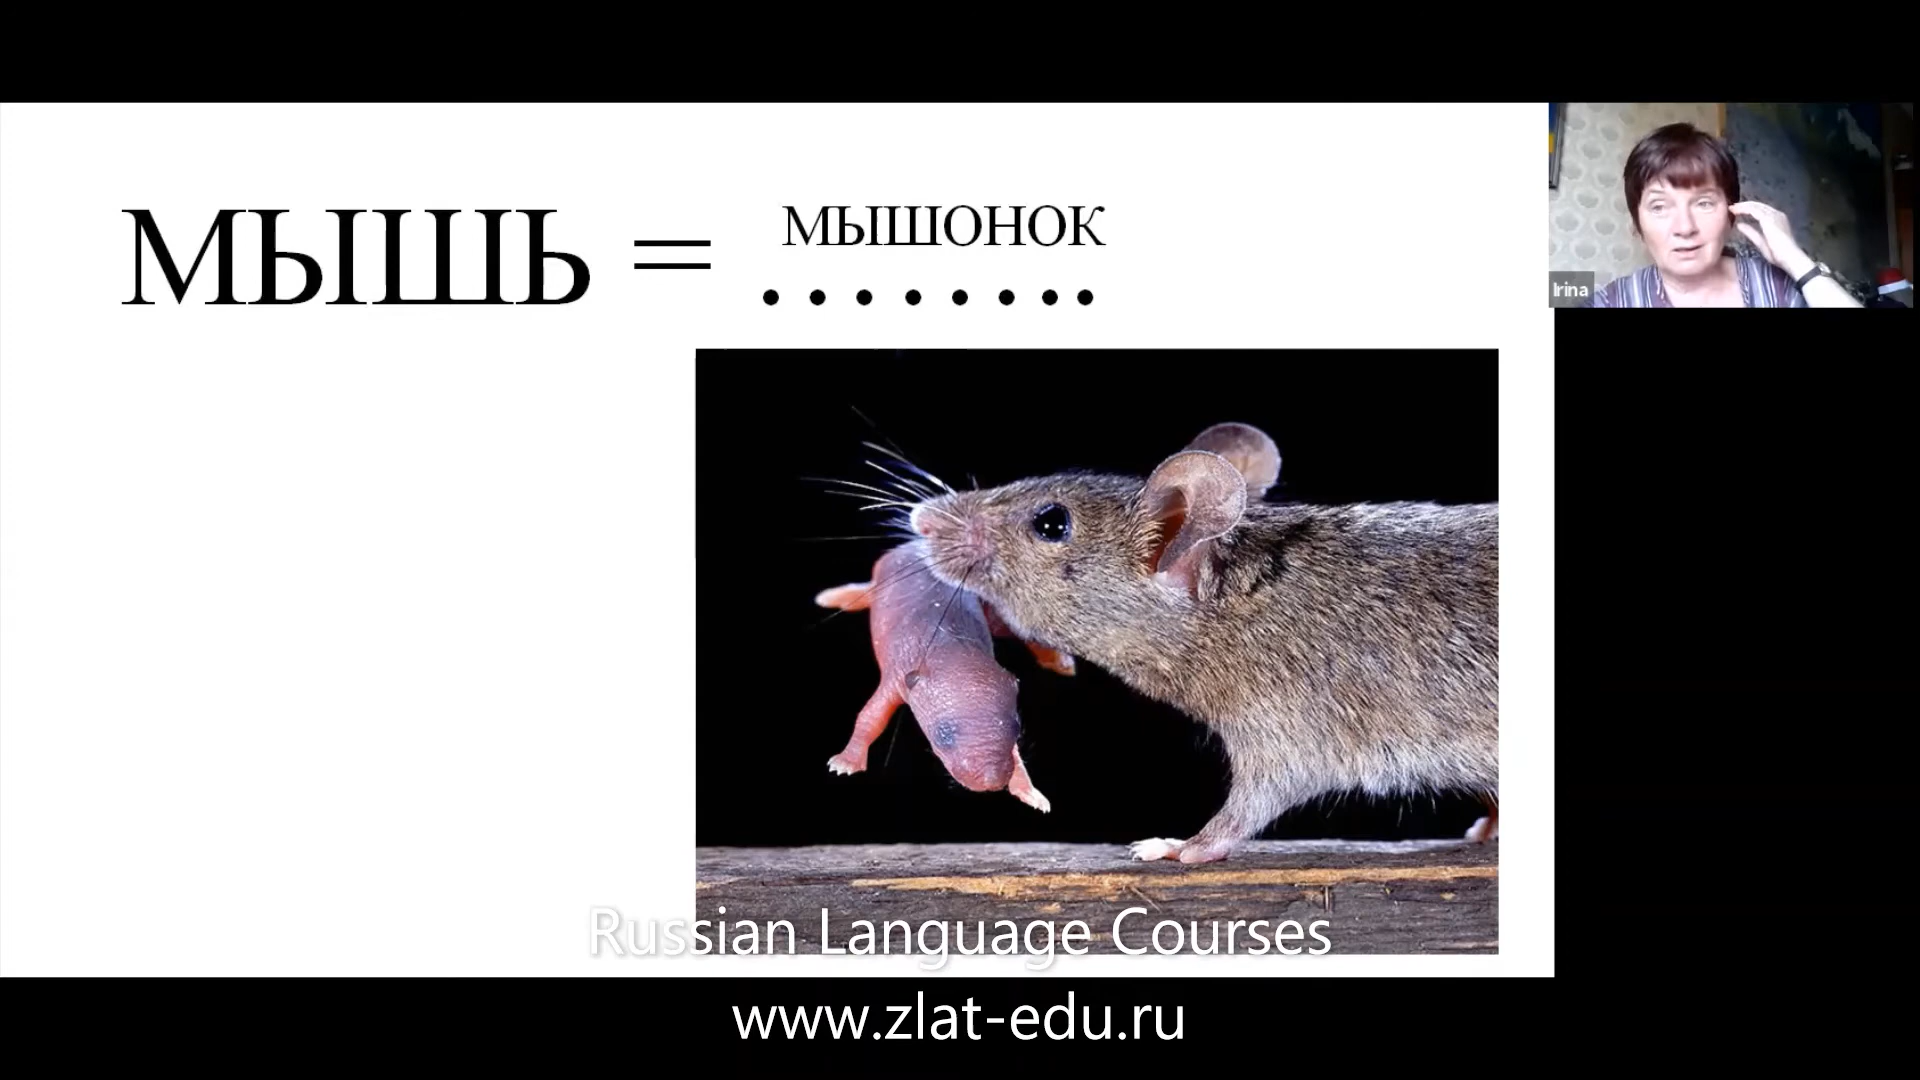 МЫШЬ =
МЫШОНОК
. . . . . . . .
Irina
Russian Language Courses
www.zlat-edu.ru